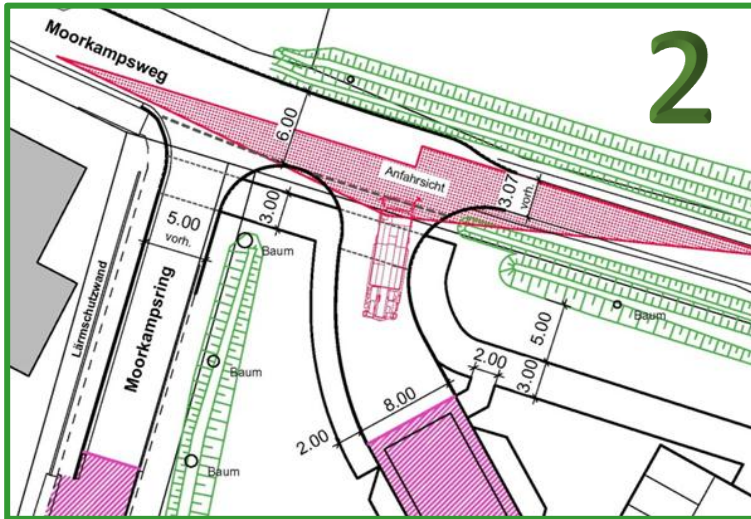 2
Moorkampsweg
6.00
Anfahrsicht
3.07
vorh.
3.00
5.00
vorh.
Baum
Lärmschutzwand
Moorkampsring
Baum
Baum
Baum
5.00
2.00
3.00
8.00
2.00